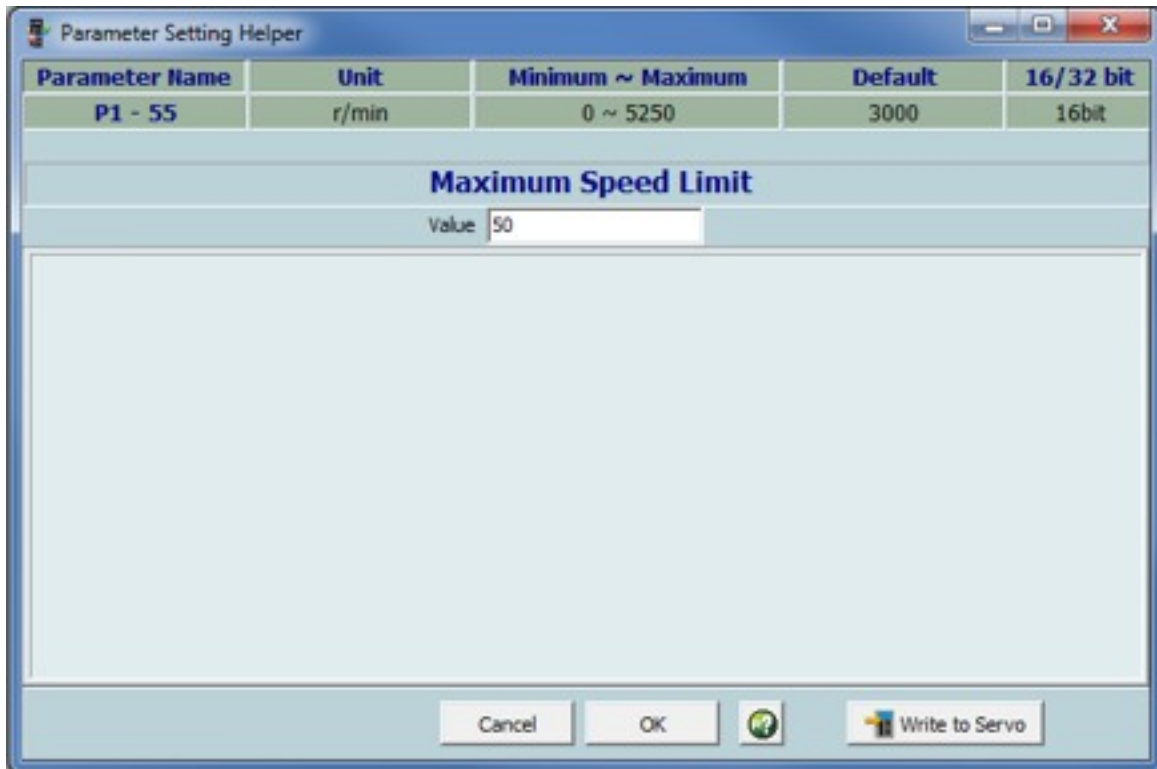 Parameter Setting Helper
Parameter Name Unit Minimum ~ Maximum Default 16/32 bit
P1 - 55 r/min 0 ~ 5250 3000 16bit
Maximum Speed Limit
Value 50
Cancel OK Write to Servo